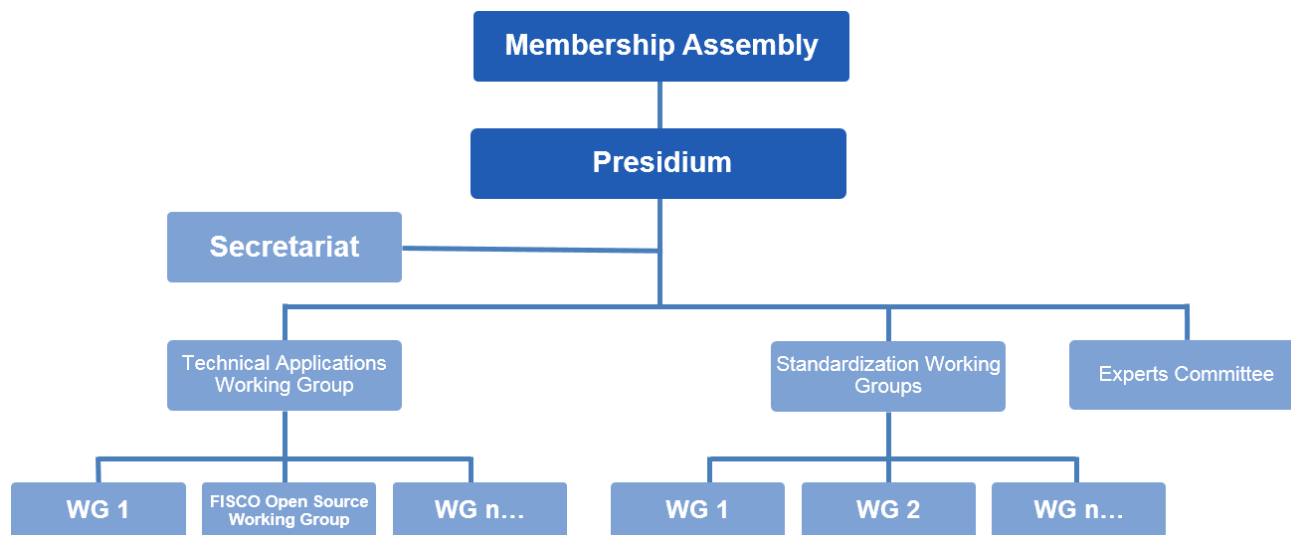 Membership Assembly
Presidium
Secretariat
Technical Applications
Working Group
Standardization Working
Groups
Experts Committee
WG 1
FISCO Open Source
Working Group
WG n…
WG 1
WG 2
WG n…